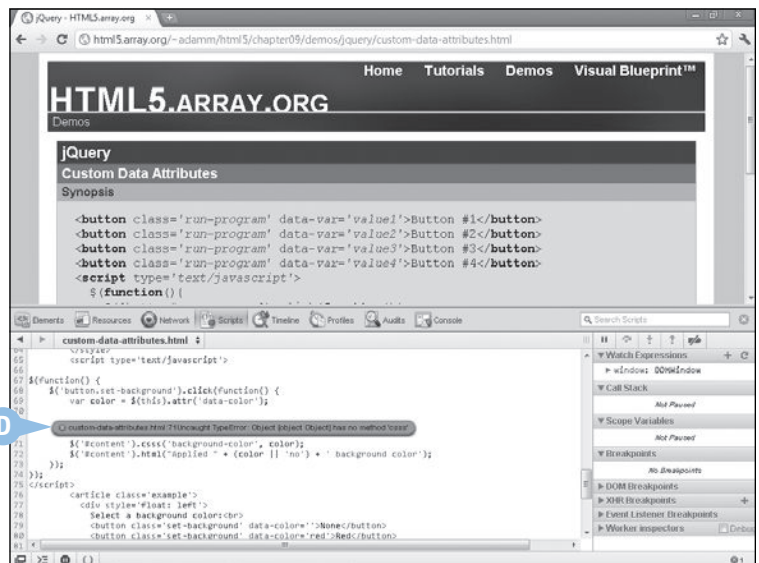 jQuery - HTML5.array.org
html5.array.org/~adamm/html5/chapter09/demos/jquery/custom-data-attributes.html
Home Tutorials Demos Visual Blueprint™
HTML5.ARRAY.ORG
Demos
jQuery
Custom Data Attributes
Synopsis
<button class='run-program' data-var='value1'>Button #1</button>
<button class='run-program' data-var='value2'>Button #2</button>
<button class='run-program' data-var='value3'>Button #3</button>
<button class='run-program' data-var='value4'>Button #4</button>
<script type='text/javascript'>
$(function(){
Elements Resources Network Scripts Timeline Profiles Audits Console Search Scripts
custom-data-attributes.html
Watch Expressions
window: DOMWindow
Call Stack
Not Paused
Scope Variables
Not Paused
Breakpoints
No Breakpoints
DOM Breakpoints
XHR Breakpoints
Event Listener Breakpoints
Worker inspectors Debug
64 </style>
65 <script type='text/javascript'>
66
67 $(function() {
68 $('button.set-background').click(function() {
69 var color = $(this).attr('data-color');
70
D
custom-data-attributes.html:71Uncaught TypeError: Object [object Object] has no method 'csss'
71 $('#content').csss('background-color', color);
72 $('#content').html("Applied " + (color || 'no') + ' background color');
73 });
74 });
75 </script>
76 <article class='example'>
77 <div style='float: left'>
78 Select a background color:<br>
79 <button class='set-background' data-color=''>None</button>
80 <button class='set-background' data-color='red'>Red</button>
81
1